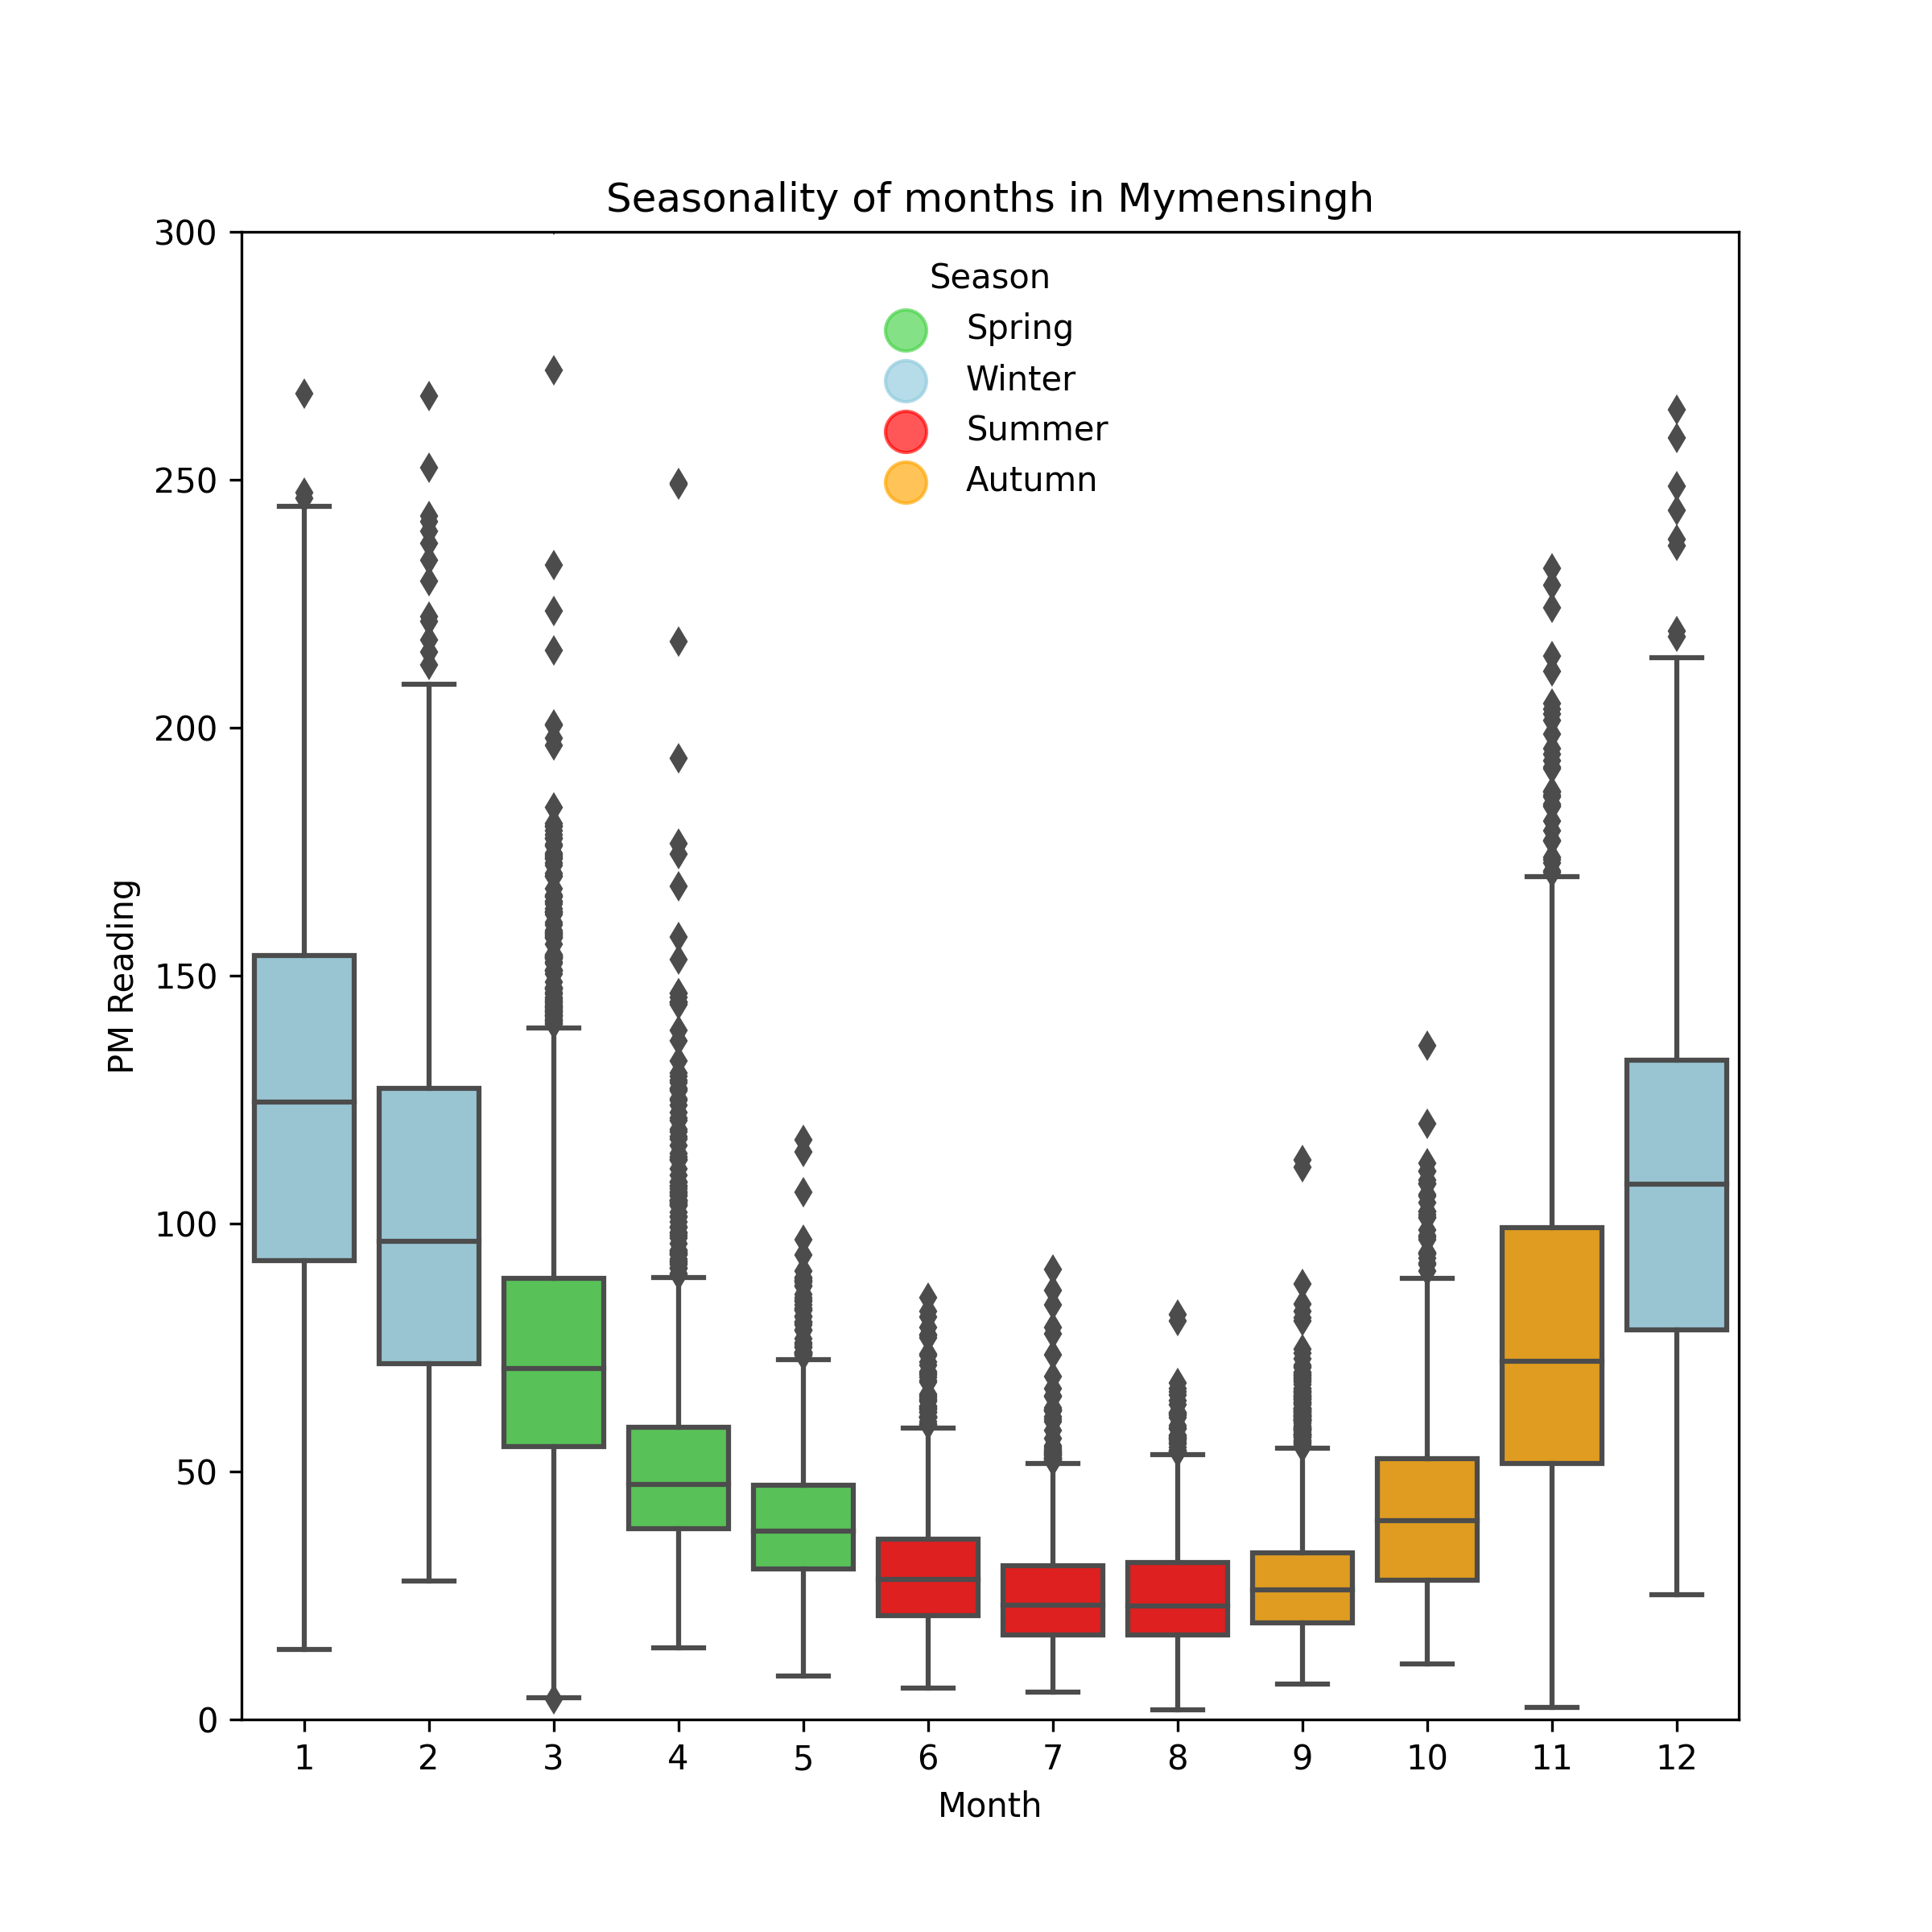 Seasonality of months in Mymensingh
Season
Spring
Winter
Summer
Autumn
PM Reading
300
250
200
150
100
50
0
1 2 3 4 5 6 7 8 9 10 11 12
Month